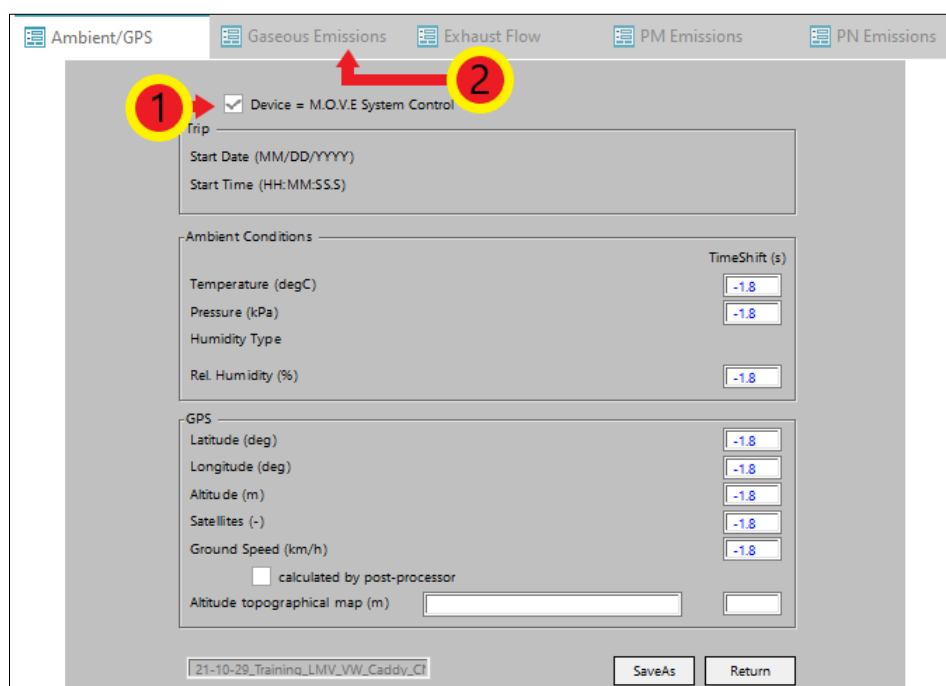 Ambient/GPS Gaseous Emissions Exhaust Flow PM Emissions PN Emissions
2
1 Device = M.O.V.E System Control
Trip
Start Date (MM/DD/YYYY)
Start Time (HH:MM:SS.S)
Ambient Conditions
TimeShift (s)
Temperature (degC) -1.8
Pressure (kPa) -1.8
Humidity Type
Rel. Humidity (%) -1.8
GPS
Latitude (deg) -1.8
Longitude (deg) -1.8
Altitude (m) -1.8
Satellites (-) -1.8
Ground Speed (km/h) -1.8
calculated by post-processor
Altitude topographical map (m)
21-10-29_Training_LMV_VW_Caddy_ SaveAs Return